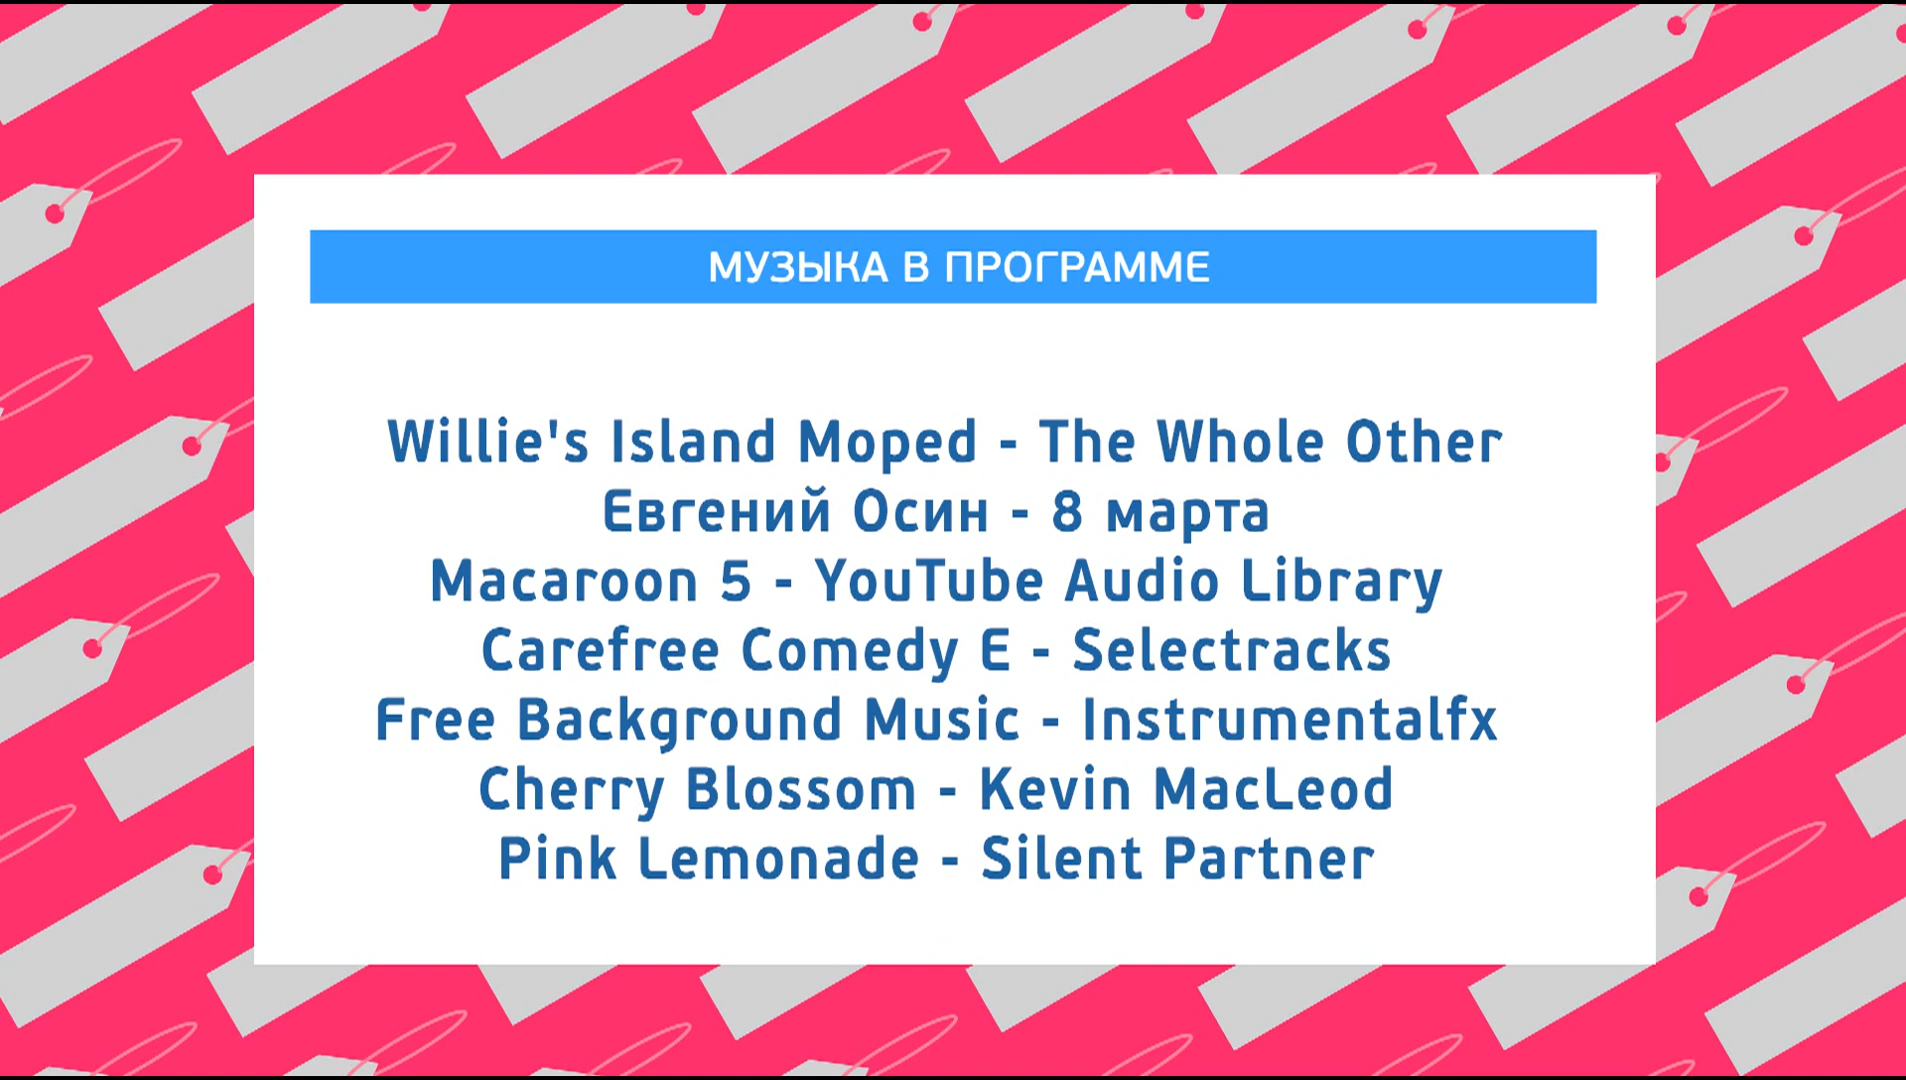 МУЗЫКА В ПРОГРАММЕ
Willie's Island Moped - The Whole Other
Евгений Осин - 8 марта
Macaroon 5 - YouTube Audio Library
Carefree Comedy E - Selectracks
Free Background Music - Instrumentalfx
Cherry Blossom - Kevin MacLeod
Pink Lemonade - Silent Partner